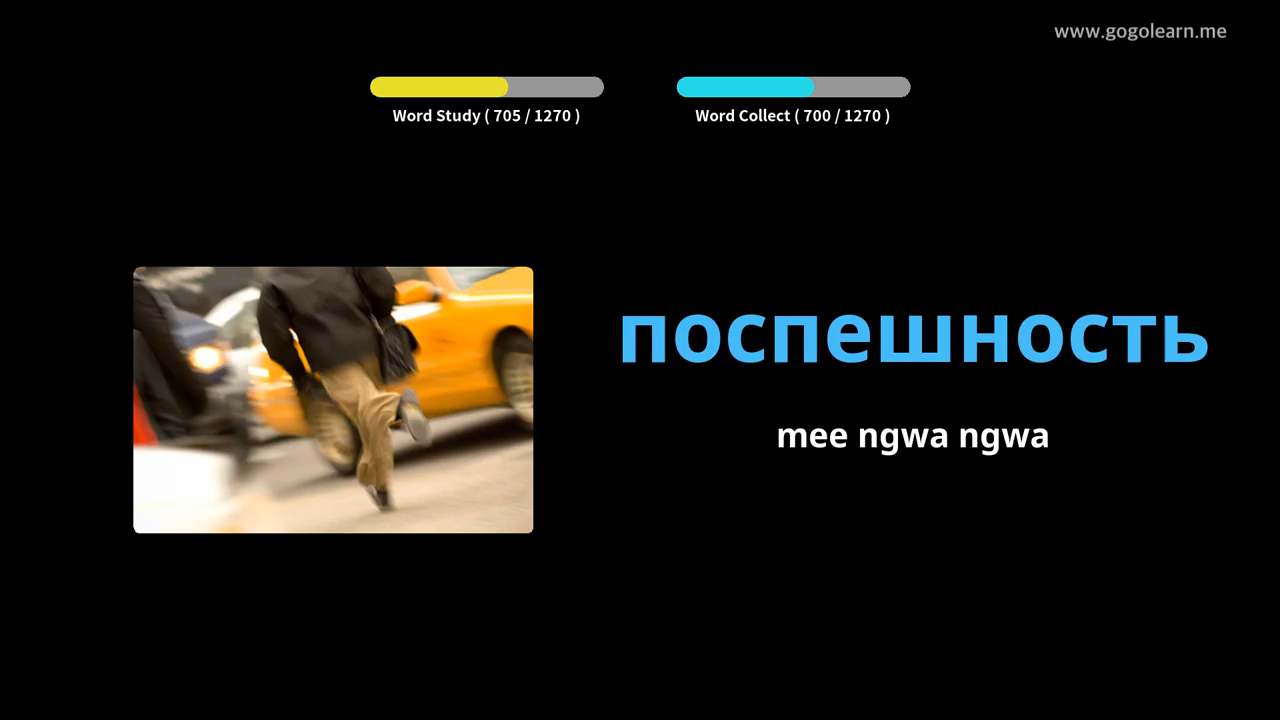 www.gogolearn.me
Word Study ( 705 / 1270 )
Word Collect ( 700 / 1270 )
поспешность
mee ngwa ngwa